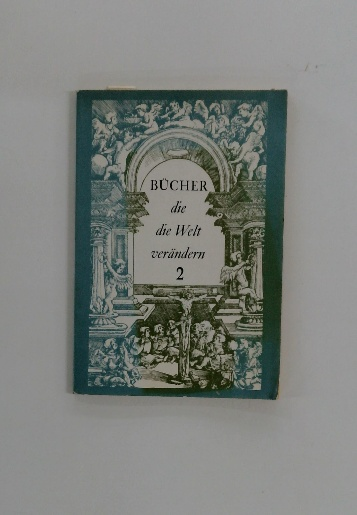 BÜCHER
die
die Welt
verändern
2